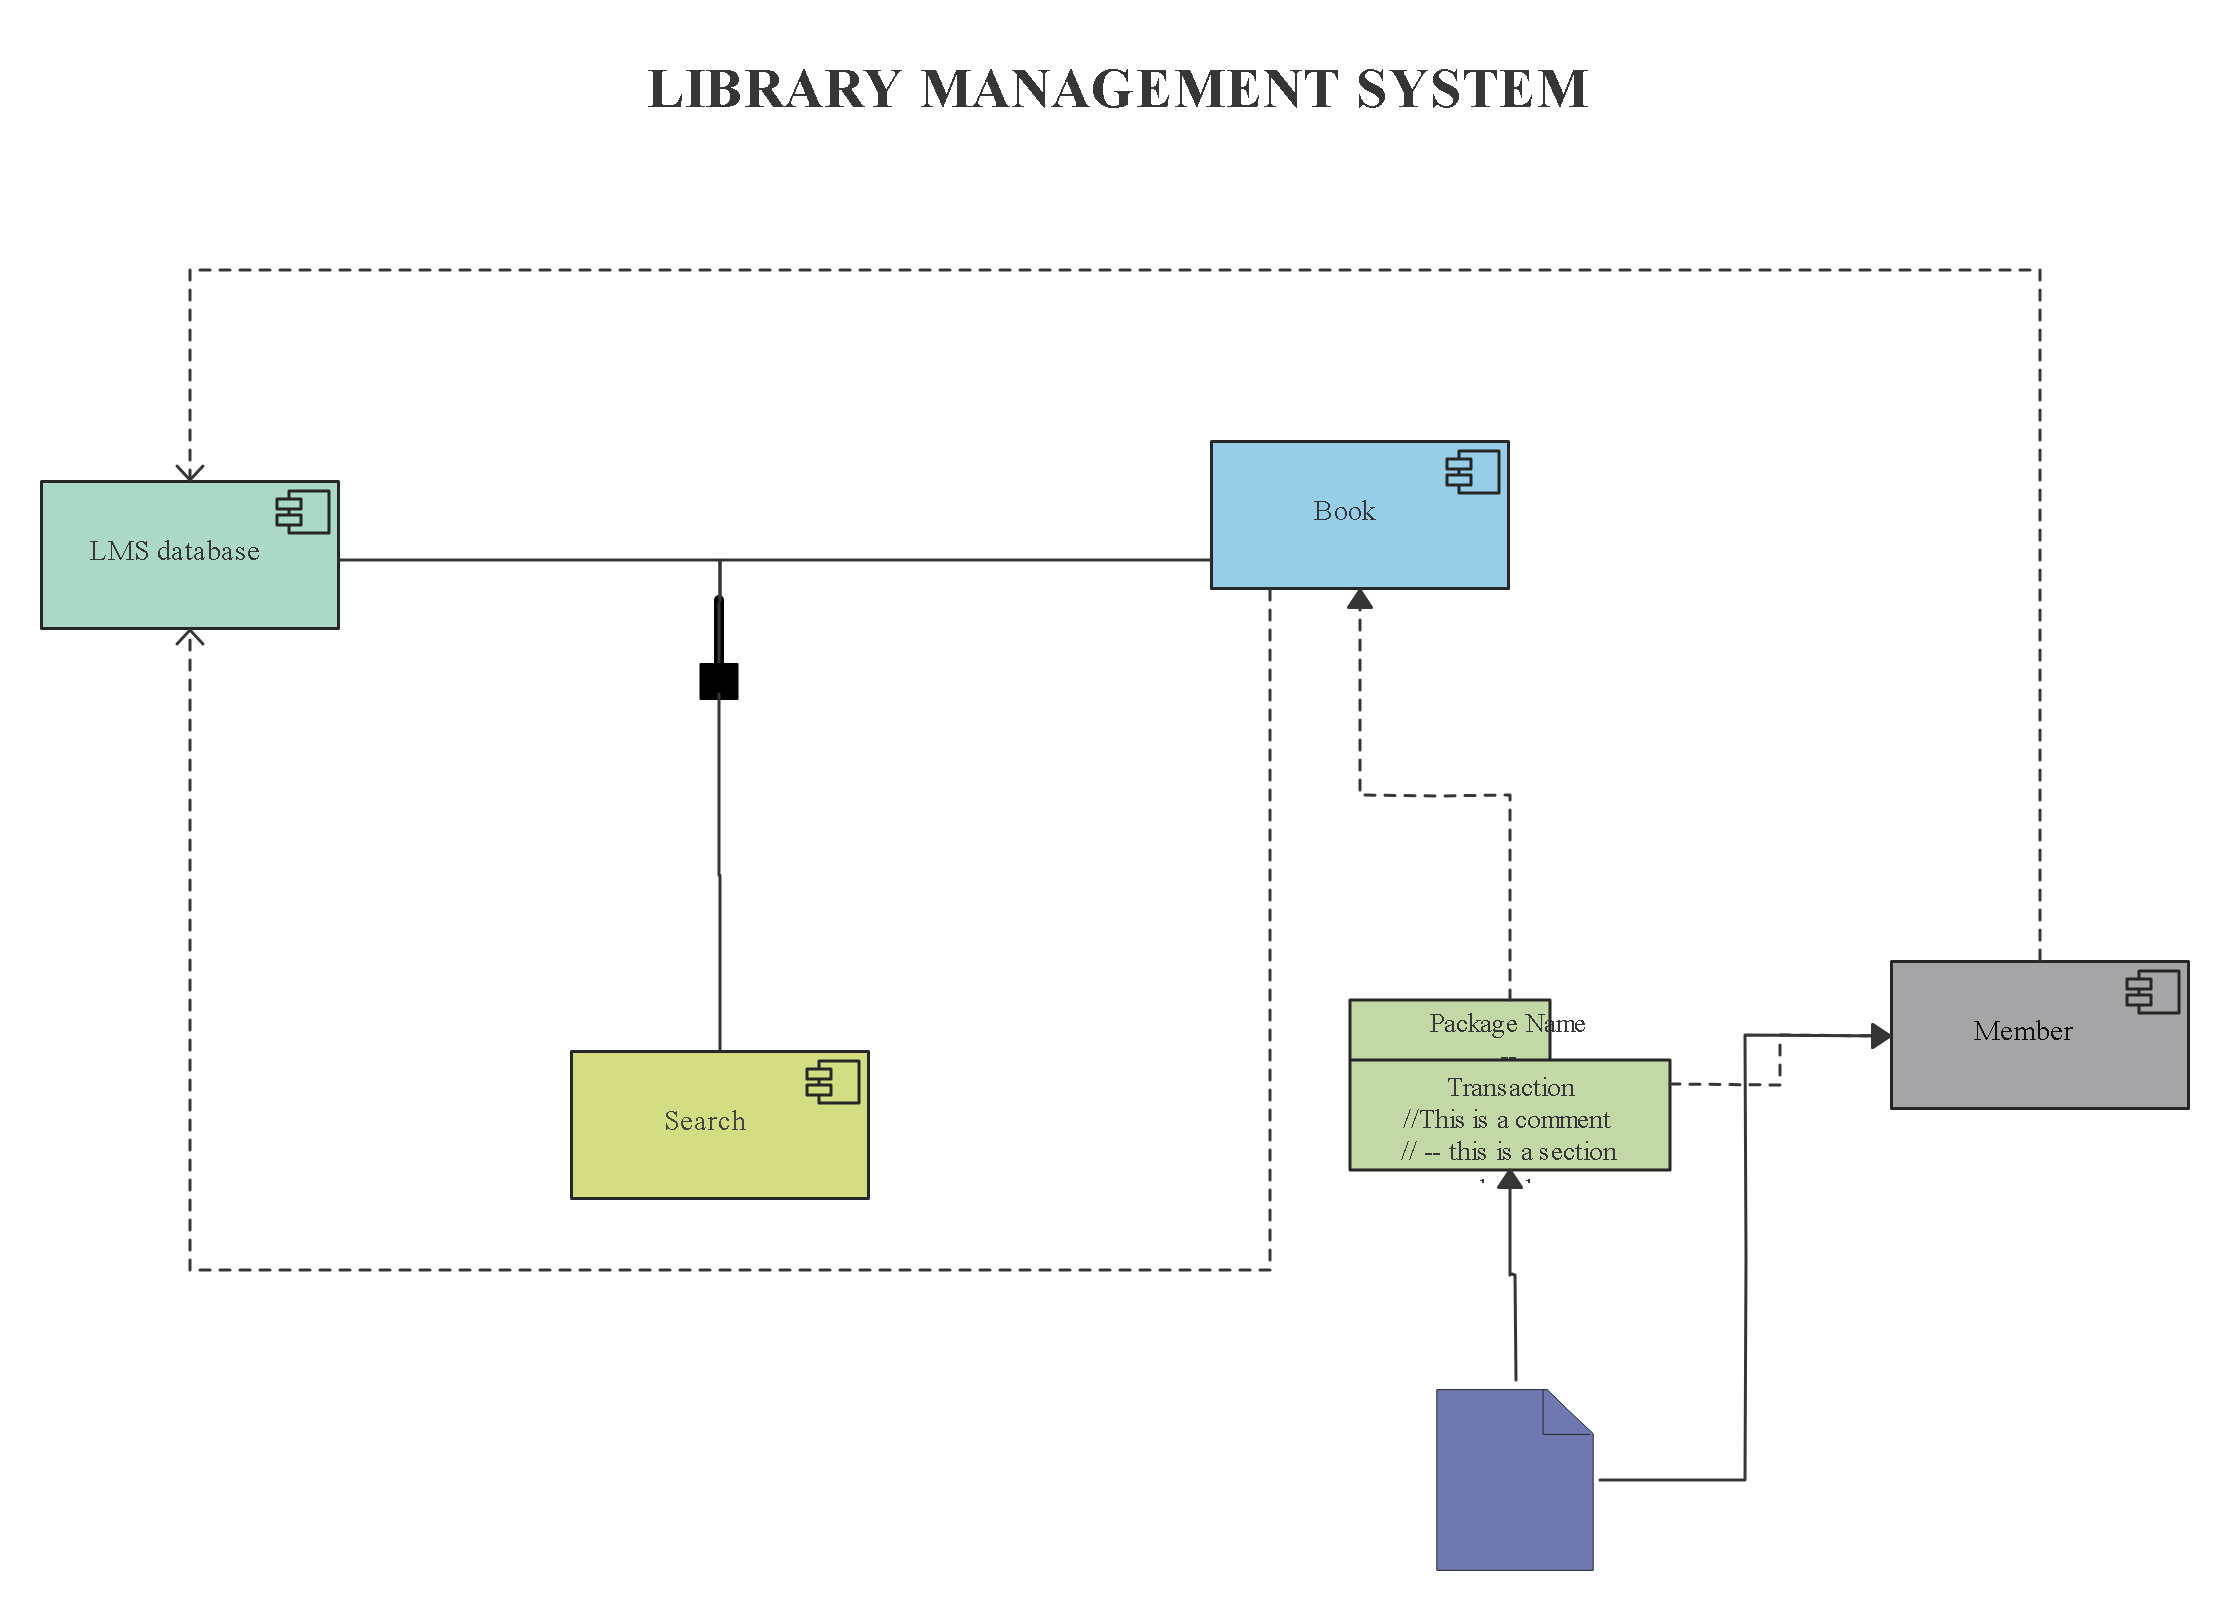 LIBRARY MANAGEMENT SYSTEM
LMS database
Book
Package Name
--
Transaction
//This is a comment
// -- this is a section
Member
Search